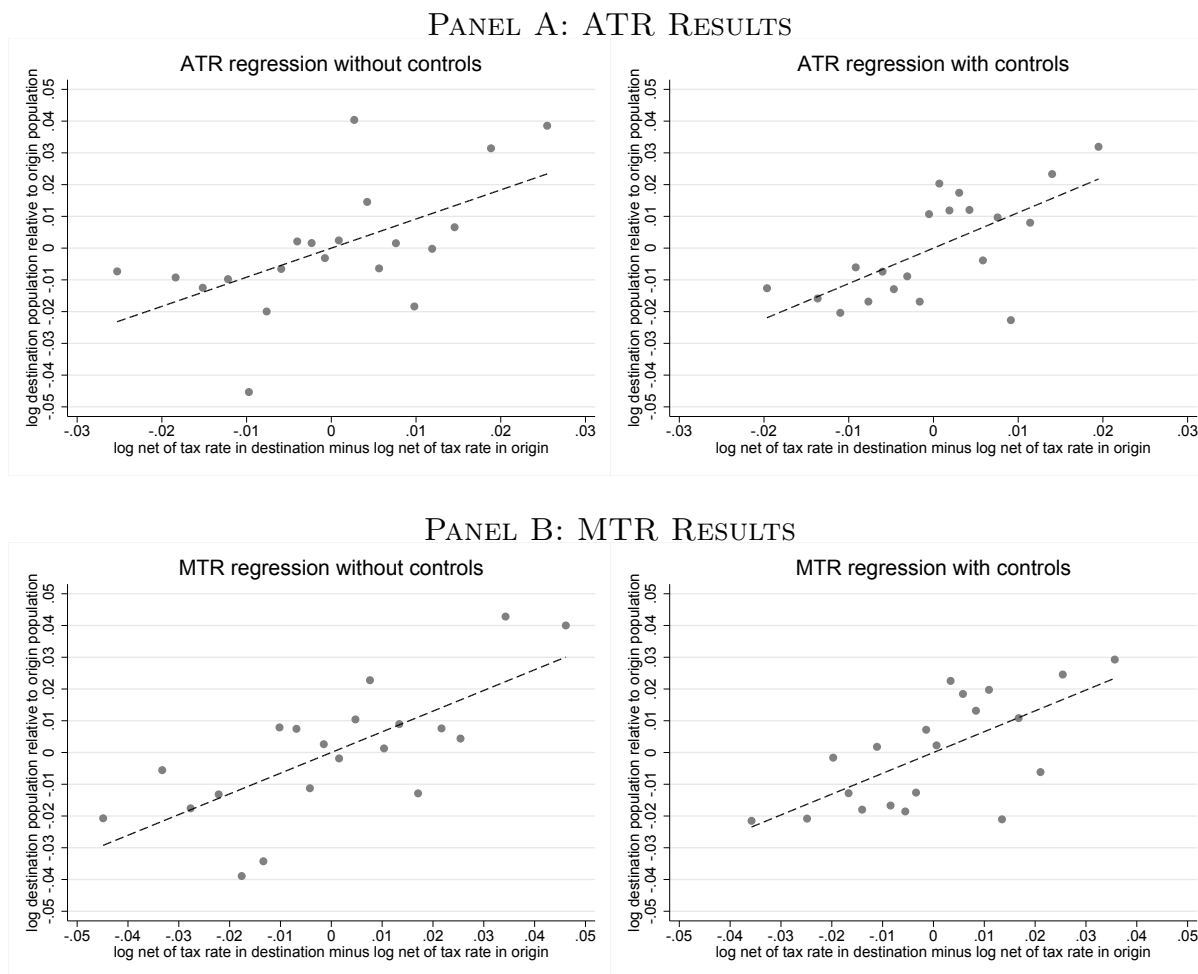 PANEL A: ATR RESULTS
ATR regression without controls
log destination population relative to origin population
-.05 -.04 -.03 -.02 -.01 0 .01 .02 .03 .04 .05
-.03 -.02 -.01 0 .01 .02 .03
log net of tax rate in destination minus log net of tax rate in origin
ATR regression with controls
log destination population relative to origin population
-.05 -.04 -.03 -.02 -.01 0 .01 .02 .03 .04 .05
-.03 -.02 -.01 0 .01 .02 .03
log net of tax rate in destination minus log net of tax rate in origin
PANEL B: MTR RESULTS
MTR regression without controls
log destination population relative to origin population
-.05 -.04 -.03 -.02 -.01 0 .01 .02 .03 .04 .05
-.05 -.04 -.03 -.02 -.01 0 .01 .02 .03 .04 .05
log net of tax rate in destination minus log net of tax rate in origin
MTR regression with controls
log destination population relative to origin population
-.05 -.04 -.03 -.02 -.01 0 .01 .02 .03 .04 .05
-.05 -.04 -.03 -.02 -.01 0 .01 .02 .03 .04 .05
log net of tax rate in destination minus log net of tax rate in origin